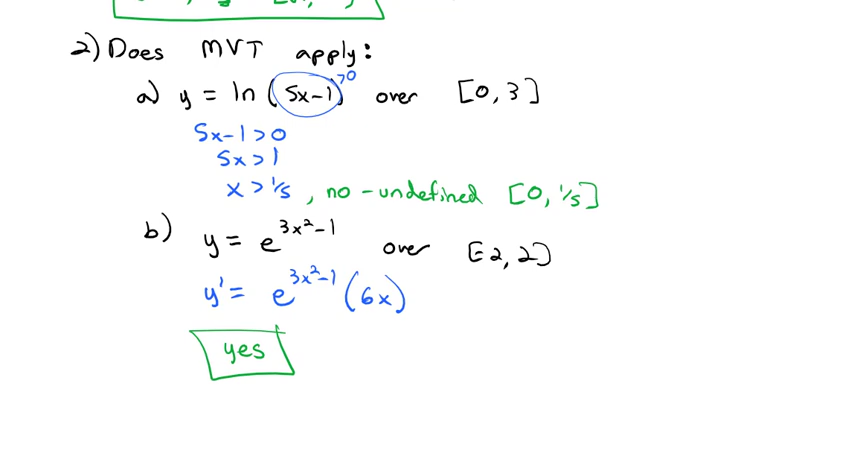 2) Does MVT apply:
a) y = ln(5x-1) >0 over [0, 3]
5x-1>0
5x>1
x>1/5, no-undefined [0, 1/5]
b) y = e^{3x²-1} over [-2, 2]
y' = e^{3x²-1}(6x)
yes